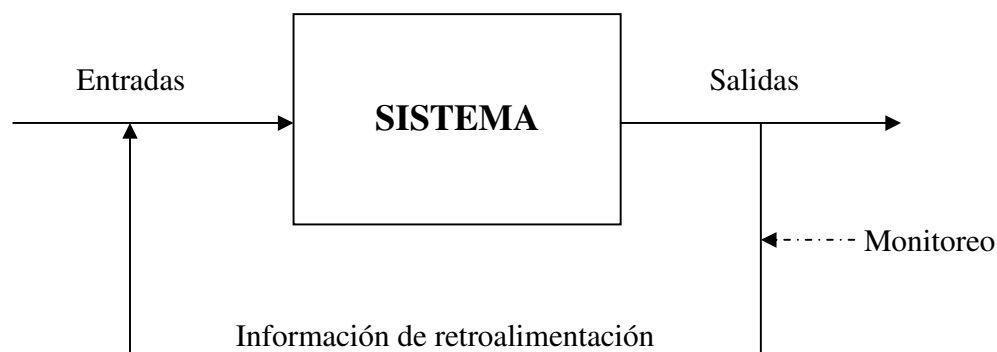 Entradas
Salidas
SISTEMA
Monitoreo
Información de retroalimentación